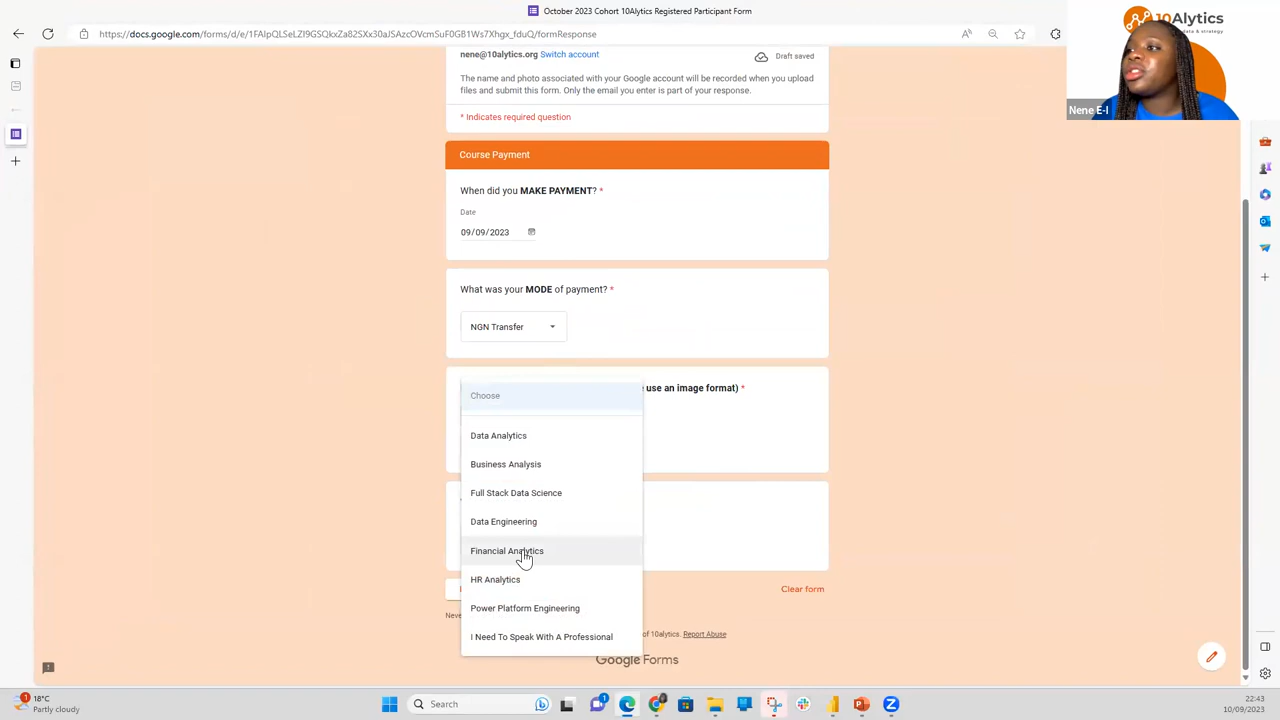 October 2023 Cohort 10Alytics Registered Participant Form
https://docs.google.com/forms/d/e/1FAIpQLSeLZI9GSQkxZa82SXx30aJSAzcOVcmSuF0GB1Ws7Xhgx_fduQ/formResponse
10Alytics
data & strategy
Nene E-I
nene@10alytics.org Switch account
Draft saved
The name and photo associated with your Google account will be recorded when you upload
files and submit this form. Only the email you enter is part of your response.
* Indicates required question
Course Payment
When did you MAKE PAYMENT? *
Date
09/09/2023
What was your MODE of payment? *
NGN Transfer
use an image format) *
Choose
Data Analytics
Business Analysis
Full Stack Data Science
Data Engineering
Financial Analytics
HR Analytics
Power Platform Engineering
I Need To Speak With A Professional
Clear form
Neve
of 10alytics. Report Abuse
Google Forms
18°C
Partly cloudy
Search
22:43
10/09/2023